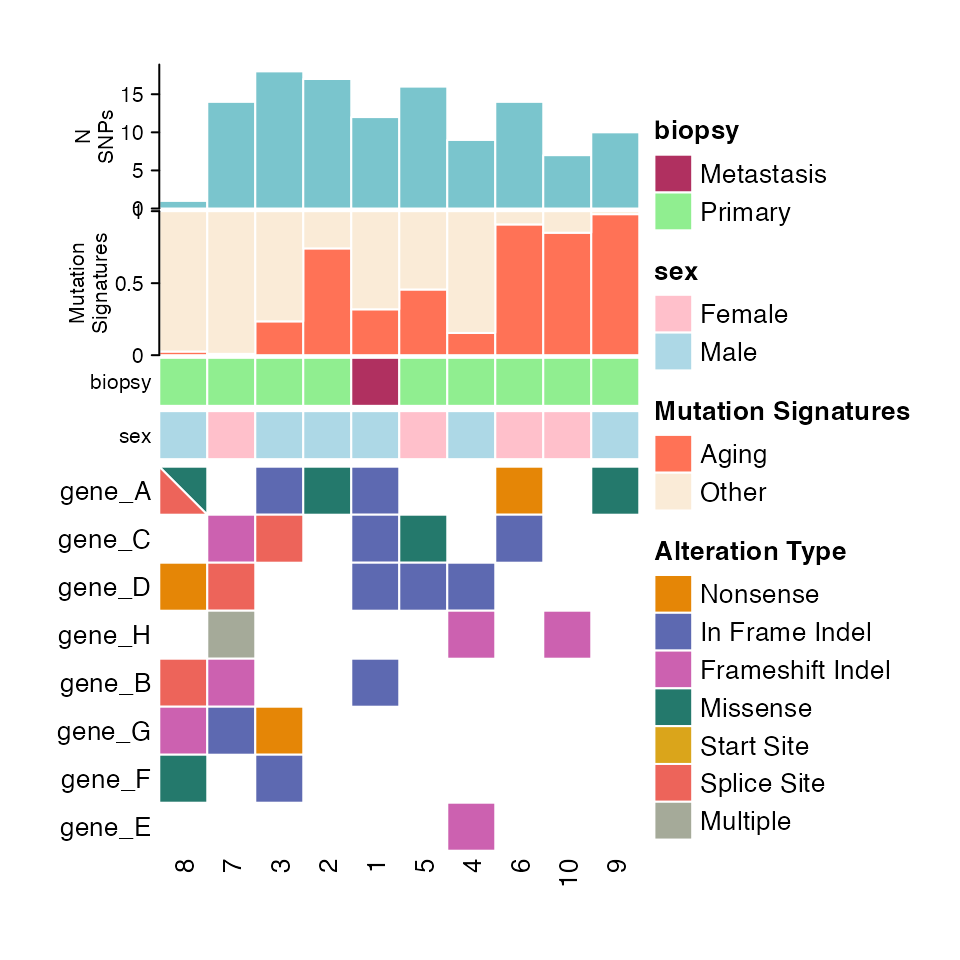 N
SNPs
15
10
5
0
Mutation
Signatures
1
0.5
0
biopsy
sex
gene_A
gene_C
gene_D
gene_H
gene_B
gene_G
gene_F
gene_E
8 7 3 2 1 5 4 6 10 9
biopsy
Metastasis
Primary
sex
Female
Male
Mutation Signatures
Aging
Other
Alteration Type
Nonsense
In Frame Indel
Frameshift Indel
Missense
Start Site
Splice Site
Multiple